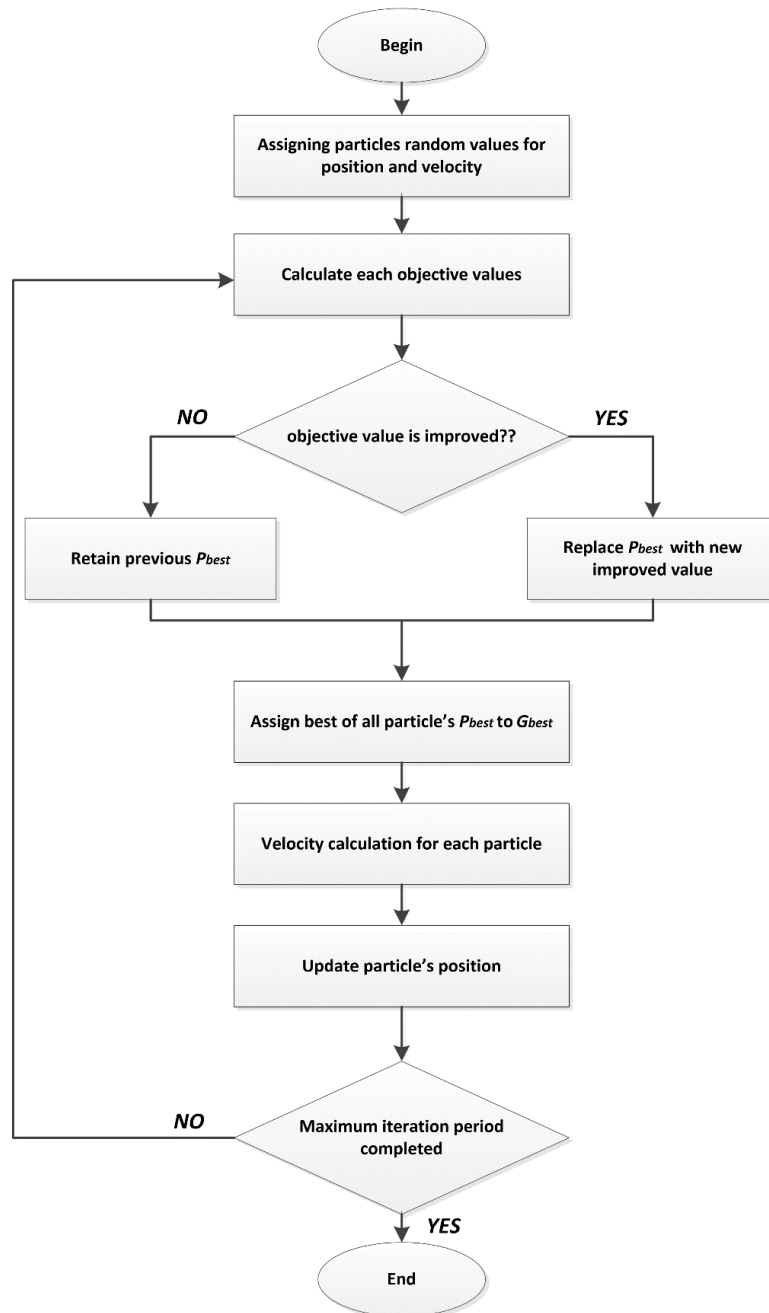 Begin
Assigning particles random values for
position and velocity
Calculate each objective values
NO
YES
objective value is improved??
Retain previous Pbest
Replace Pbest with new
improved value
Assign best of all particle’s Pbest to Gbest
Velocity calculation for each particle
Update particle’s position
NO
Maximum iteration period
completed
YES
End